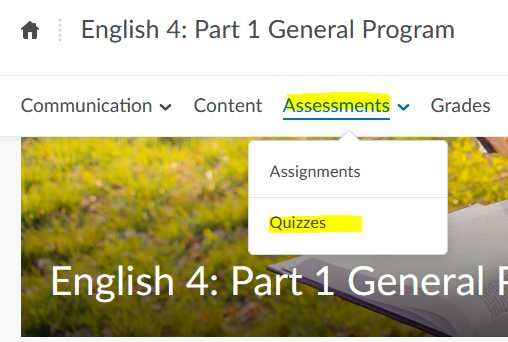 English 4: Part 1 General Program
Communication Content Assessments Grades
Assignments
Quizzes
English 4: Part 1 General